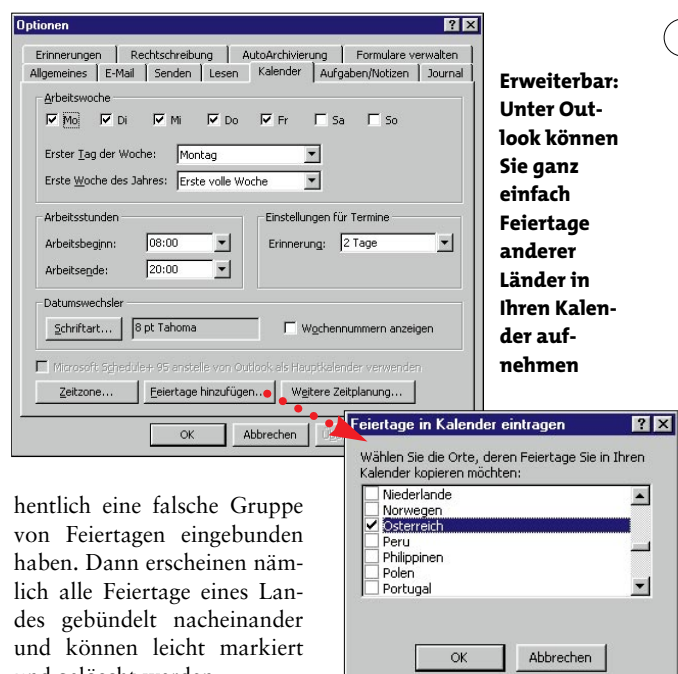 Optionen
Erinnerungen Rechtschreibung AutoArchivierung Formulare verwalten
Allgemeines E-Mail Senden Lesen Kalender Aufgaben/Notizen Journal
Arbeitswoche
Mo Di Mi Do Fr Sa So
Erster Tag der Woche: Montag
Erste Woche des Jahres: Erste volle Woche
Arbeitsstunden Einstellungen für Termine
Arbeitsbeginn: 08:00 Erinnerung: 2 Tage
Arbeitsende: 20:00
Datumswechsler
Schriftart... 8 pt Tahoma Wochennummern anzeigen
Microsoft Schedule+ 95 anstelle von Outlook als Hauptkalender verwenden
Zeitzone... Feiertage hinzufügen... Weitere Zeitplanung...
OK Abbrechen
Erweiterbar:
Unter Out-
look können
Sie ganz
einfach
Feiertage
anderer
Länder in
Ihren Kalen-
der auf-
nehmen
Feiertage in Kalender eintragen
Wählen Sie die Orte, deren Feiertage Sie in Ihren
Kalender kopieren möchten:
Niederlande
Norwegen
Österreich
Peru
Philippinen
Polen
Portugal
OK Abbrechen
hentlich eine falsche Gruppe
von Feiertagen eingebunden
haben. Dann erscheinen näm-
lich alle Feiertage eines Lan-
des gebündelt nacheinander
und können leicht markiert
und gelöscht werden